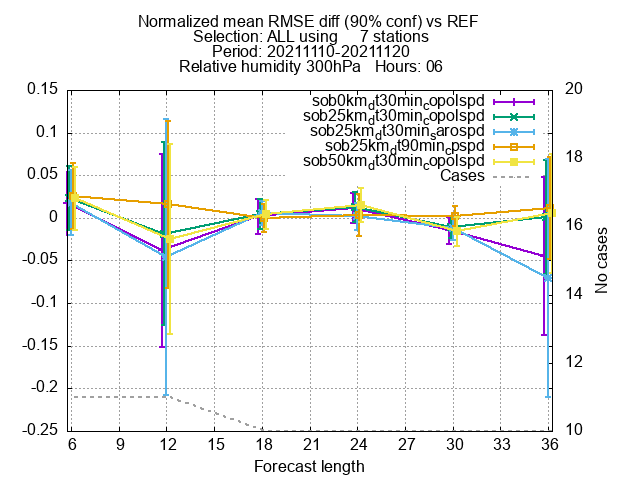 Normalized mean RMSE diff (90% conf) vs REF
Selection: ALL using     7 stations
Period: 20211110-20211120
Relative humidity 300hPa   Hours: 06
sob0km_dt30min_copolspd
sob25km_dt30min_copolspd
sob25km_dt30min_sarospd
sob25km_dt90min_cpspd
sob50km_dt30min_copolspd
Cases
0.15
0.1
0.05
0
-0.05
-0.1
-0.15
-0.2
-0.25
20
18
16
14
12
10
No cases
6 9 12 15 18 21 24 27 30 33 36
Forecast length